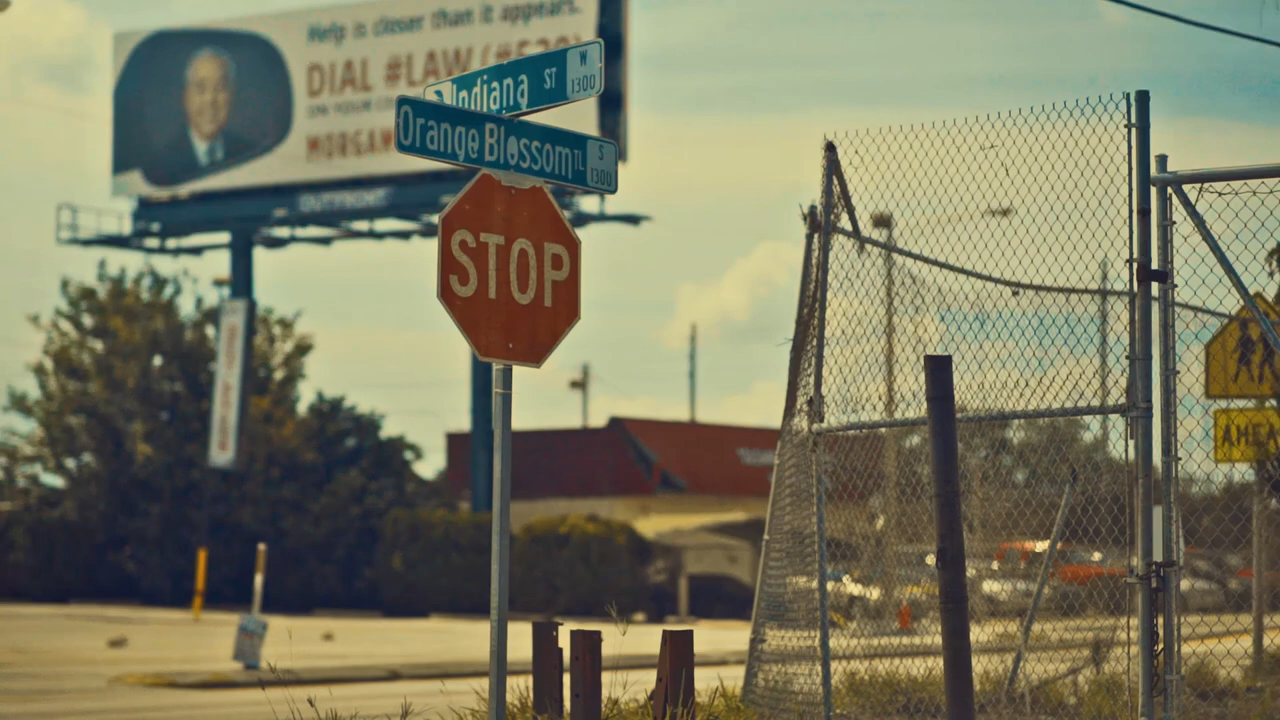 Help is closer than it appears.
DIAL #LAW (#529)
MORGAN
Indiana ST
W
1300
Orange Blossom TL
S
1300
STOP
OUTFRONT
AHEA